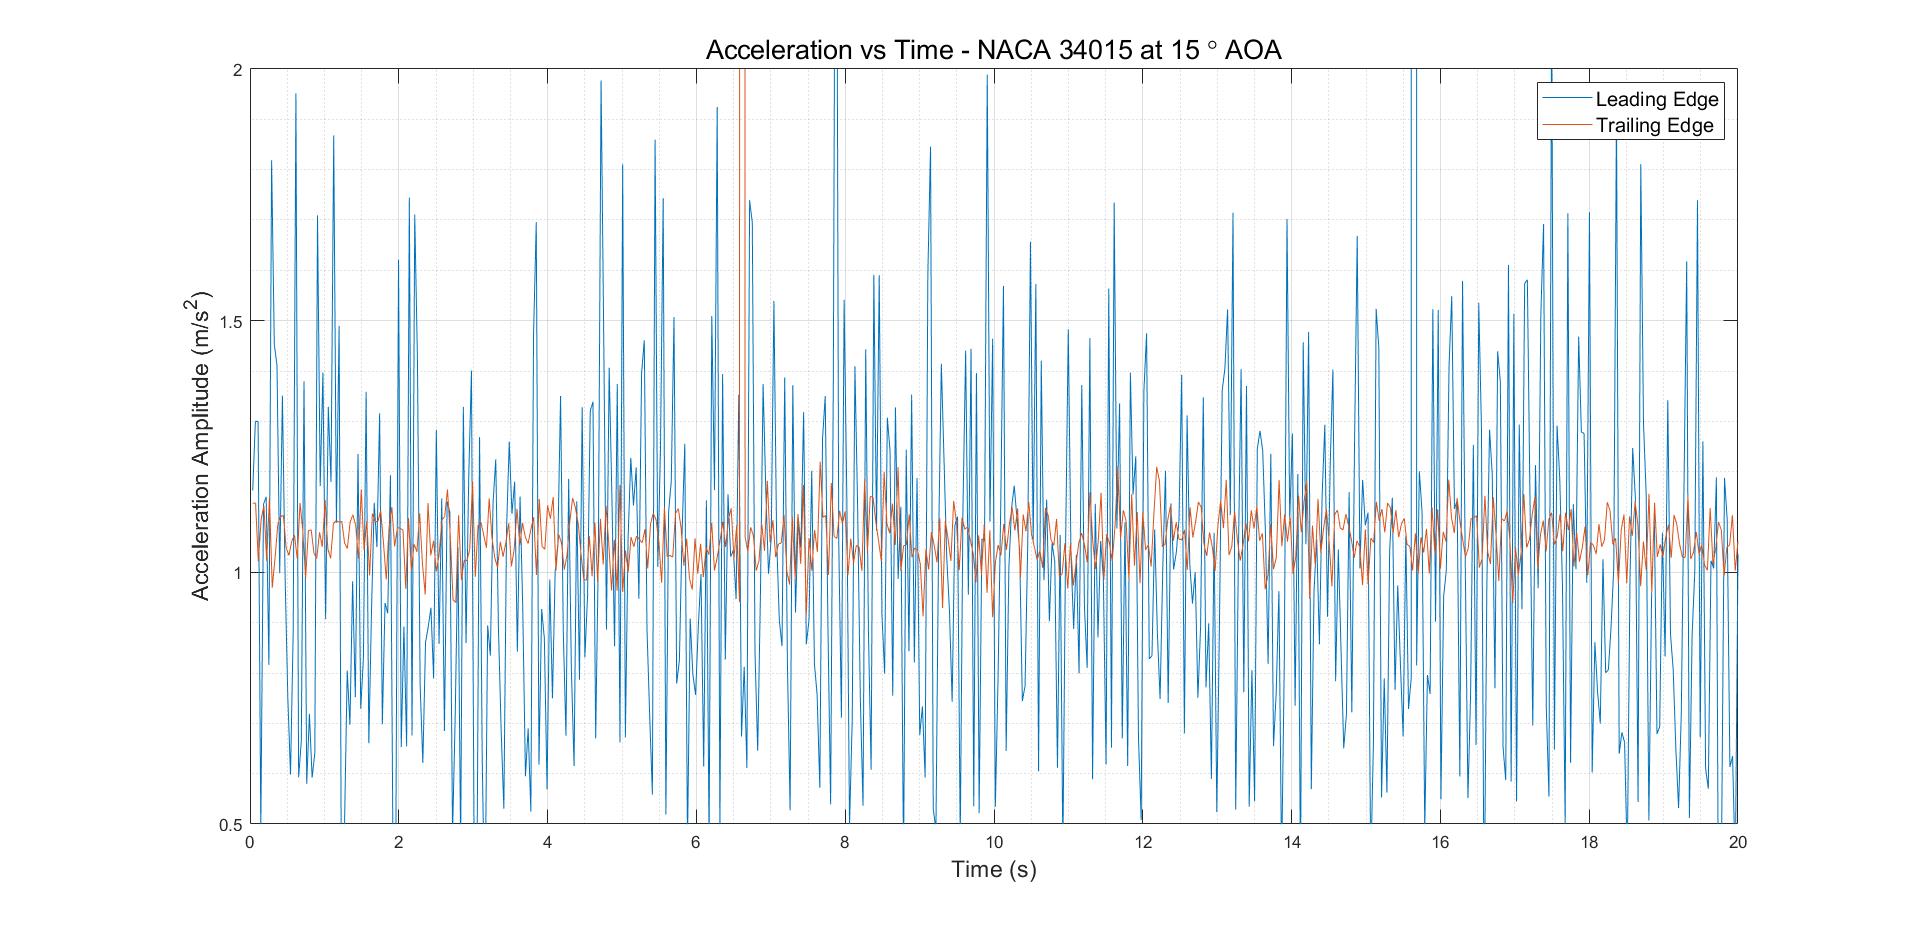 Acceleration vs Time - NACA 34015 at 15 ° AOA
Leading Edge
Trailing Edge
Acceleration Amplitude (m/s²)
2
1.5
1
0.5
0 2 4 6 8 10 12 14 16 18 20
Time (s)